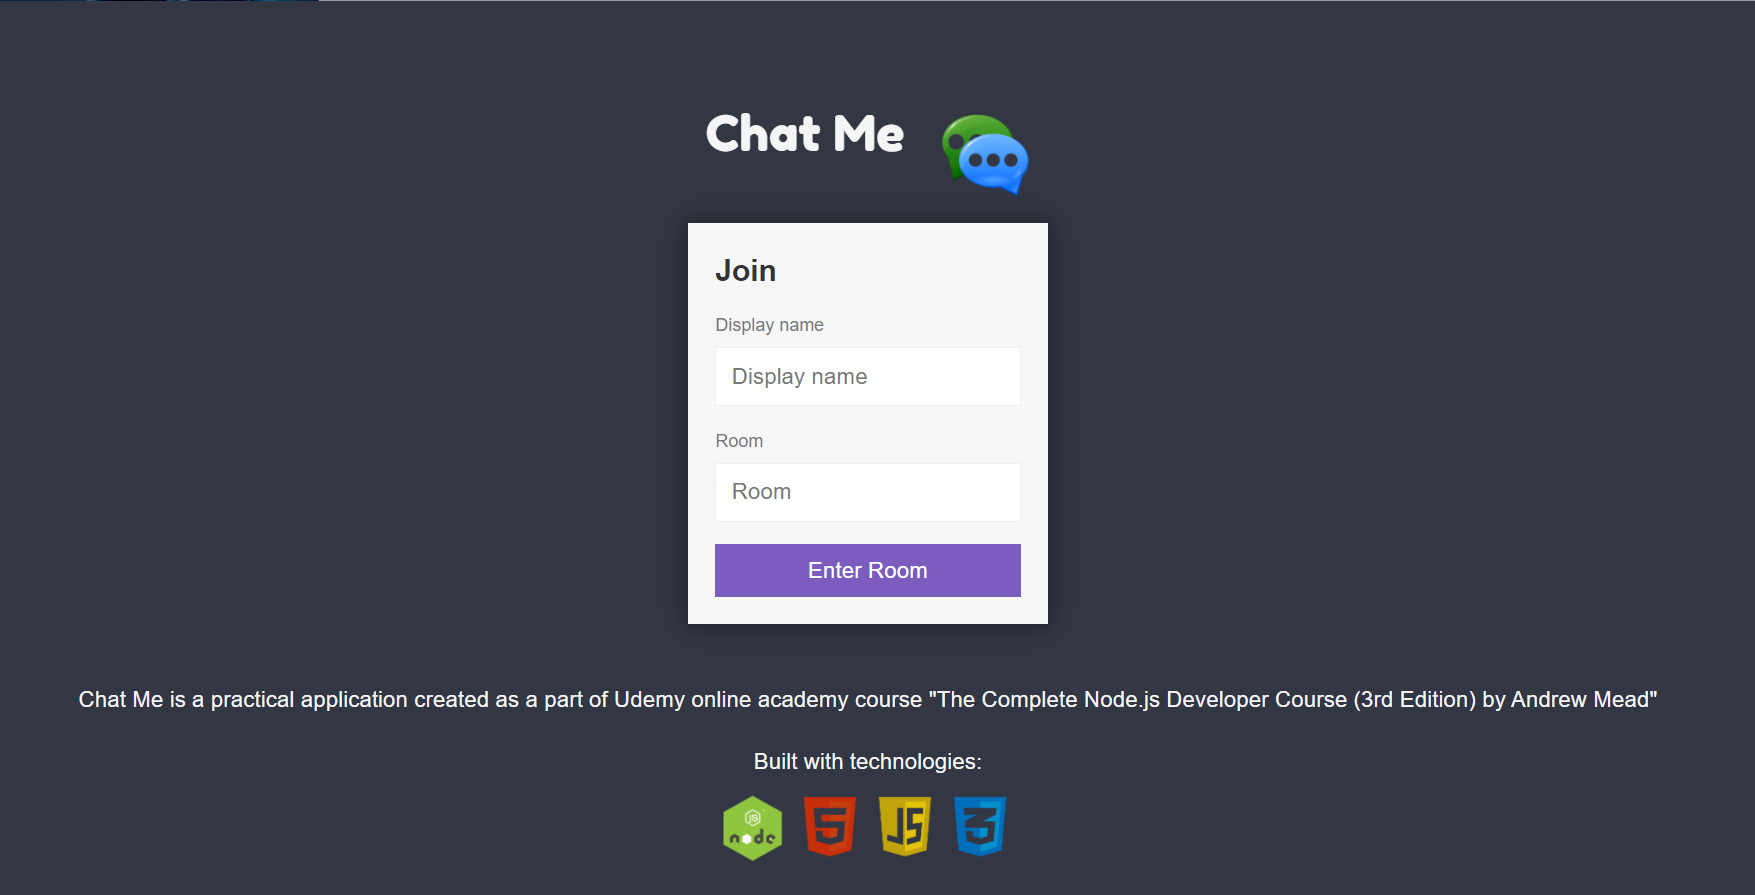 Chat Me
Join
Display name
Display name
Room
Room
Enter Room
Chat Me is a practical application created as a part of Udemy online academy course "The Complete Node.js Developer Course (3rd Edition) by Andrew Mead"
Built with technologies:
JS
node
5
JS
3